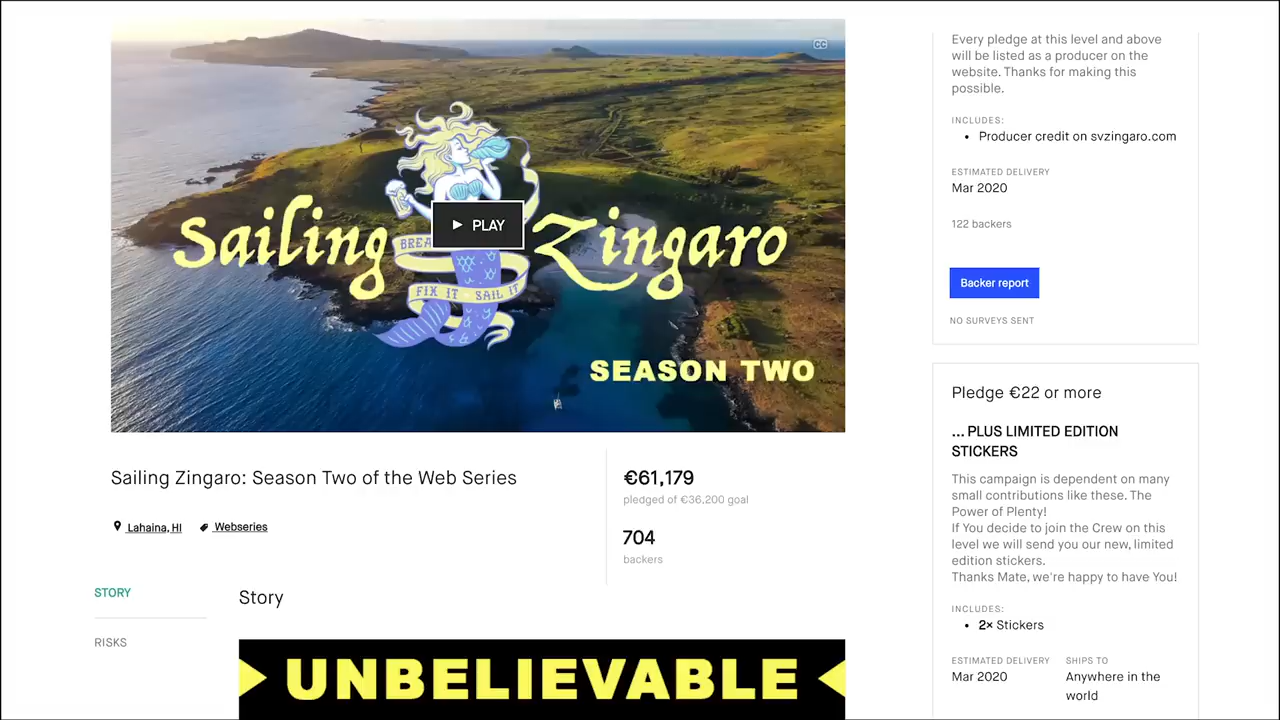 CC
Sailing Zingaro
PLAY
BREA
FIX IT SAIL IT
SEASON TWO
Sailing Zingaro: Season Two of the Web Series
Lahaina, HI
Webseries
€61,179
pledged of €36,200 goal
704
backers
STORY
RISKS
Story
UNBELIEVABLE
Every pledge at this level and above
will be listed as a producer on the
website. Thanks for making this
possible.
INCLUDES:
• Producer credit on svzingaro.com
ESTIMATED DELIVERY
Mar 2020
122 backers
Backer report
NO SURVEYS SENT
Pledge €22 or more
... PLUS LIMITED EDITION
STICKERS
This campaign is dependent on many
small contributions like these. The
Power of Plenty!
If You decide to join the Crew on this
level we will send you our new, limited
edition stickers.
Thanks Mate, we're happy to have You!
INCLUDES:
• 2× Stickers
ESTIMATED DELIVERY
Mar 2020
SHIPS TO
Anywhere in the
world